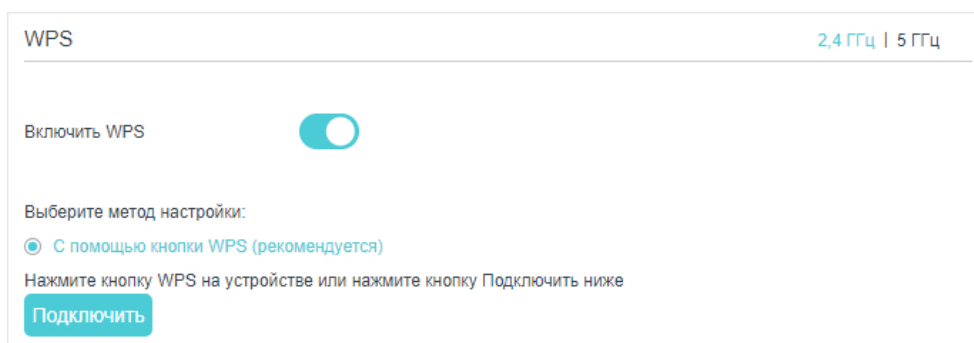 WPS 2,4 ГГц | 5 ГГц
Включить WPS
Выберите метод настройки:
С помощью кнопки WPS (рекомендуется)
Нажмите кнопку WPS на устройстве или нажмите кнопку Подключить ниже
Подключить